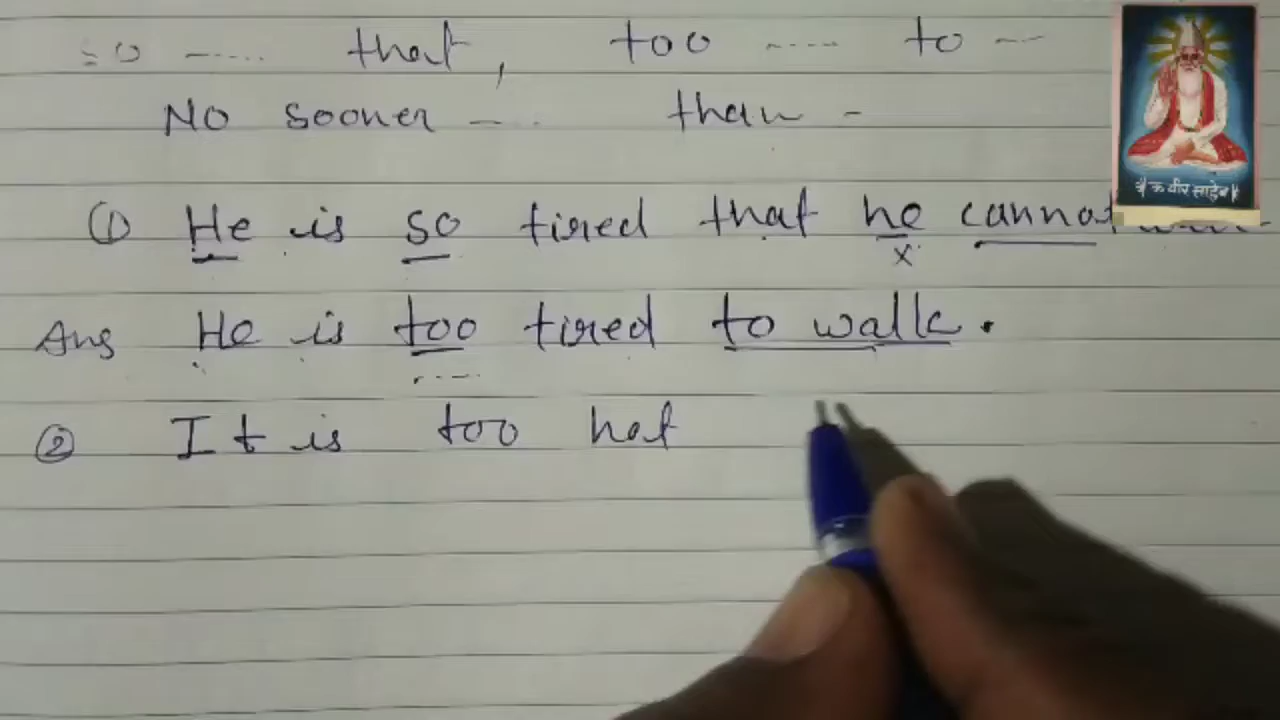 so ----- that, too ---- to --
No sooner -- .. than -
① He is so tired that he cannot
x
Ans He is too tired to walk.
② It is too hot
॥ कबीर साहेब ॥